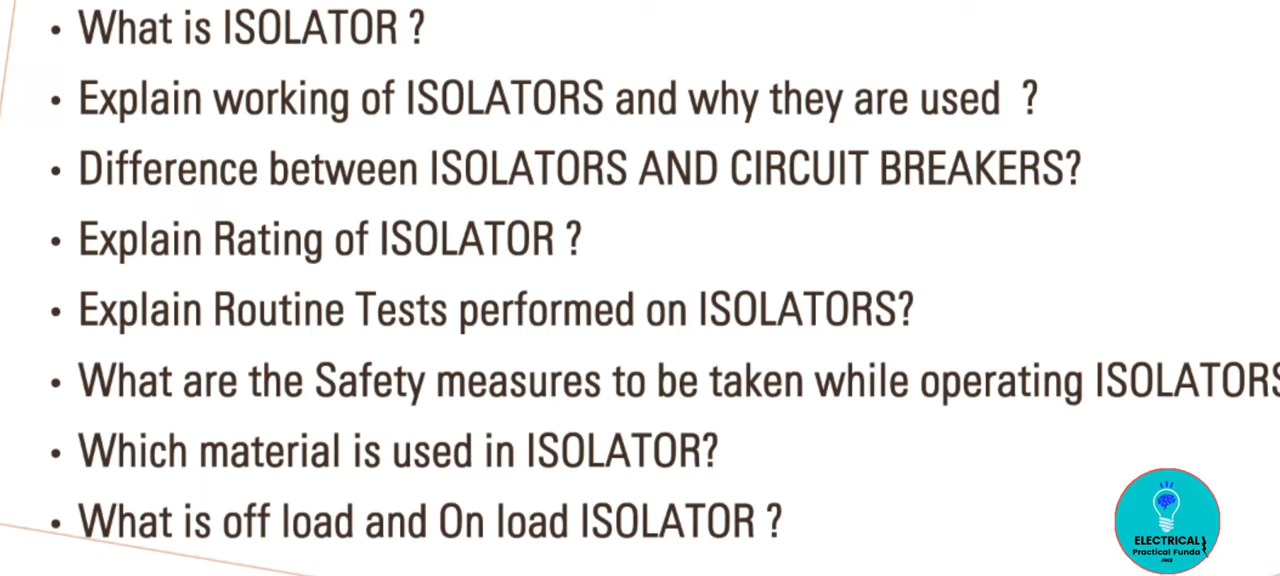 • What is ISOLATOR ?
• Explain working of ISOLATORS and why they are used ?
• Difference between ISOLATORS AND CIRCUIT BREAKERS?
• Explain Rating of ISOLATOR ?
• Explain Routine Tests performed on ISOLATORS?
• What are the Safety measures to be taken while operating ISOLATORS
• Which material is used in ISOLATOR?
• What is off load and On load ISOLATOR ?
ELECTRICAL
Practical Funda